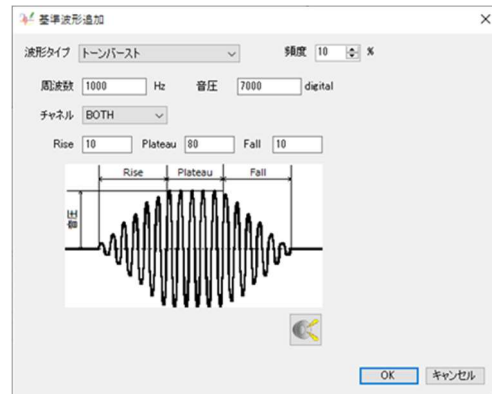 基準波形追加
波形タイプ トーンバースト 頻度 10 %
周波数 1000 Hz 音圧 7000 digital
チャネル BOTH
Rise 10 Plateau 80 Fall 10
Rise Plateau Fall
音圧
OK キャンセル